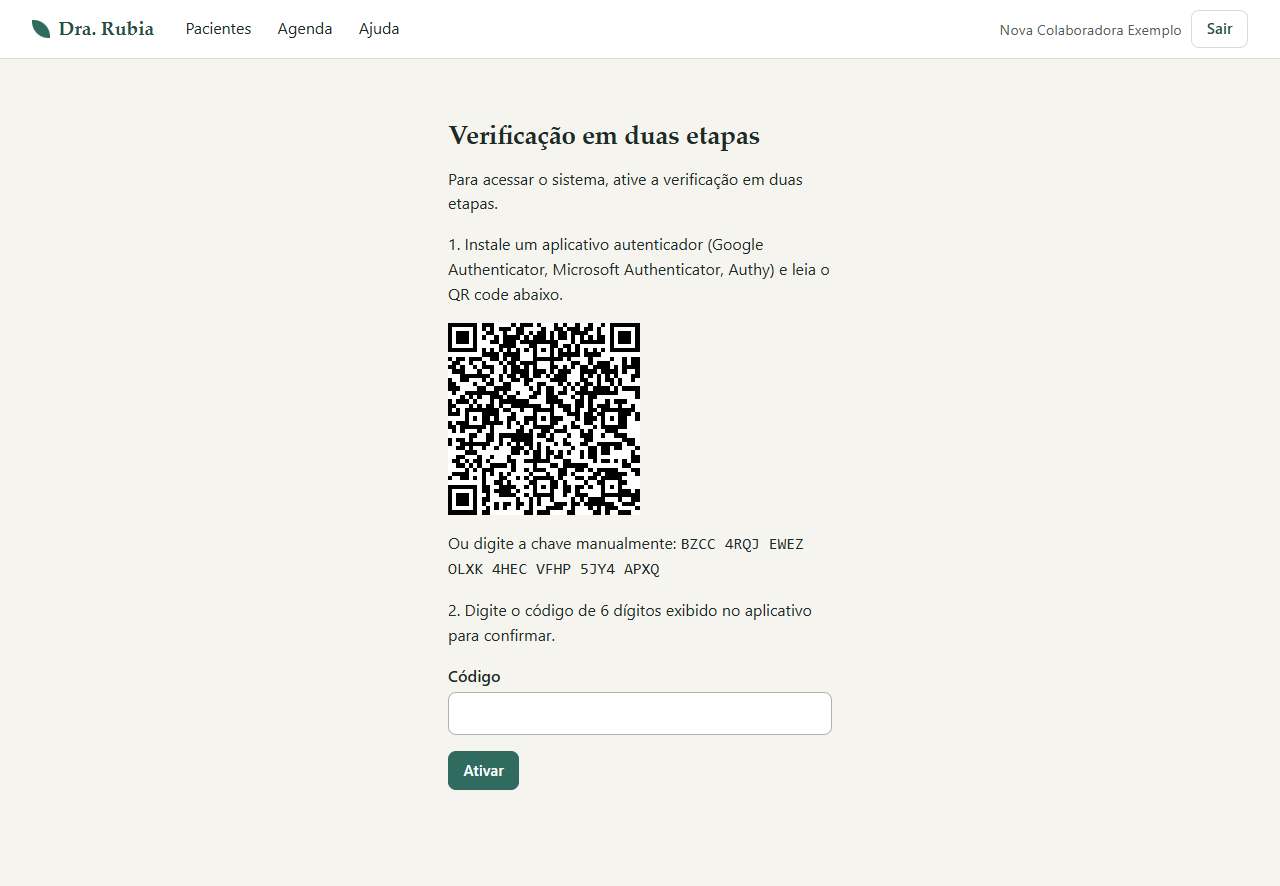 Dra. Rubia
Pacientes
Agenda
Ajuda
Nova Colaboradora Exemplo
Sair
Verificação em duas etapas
Para acessar o sistema, ative a verificação em duas
etapas.
1. Instale um aplicativo autenticador (Google
Authenticator, Microsoft Authenticator, Authy) e leia o
QR code abaixo.
Ou digite a chave manualmente: BZCC 4RQJ EWEZ
OLXK 4HEC VFHP 5JY4 APXQ
2. Digite o código de 6 dígitos exibido no aplicativo
para confirmar.
Código
Ativar